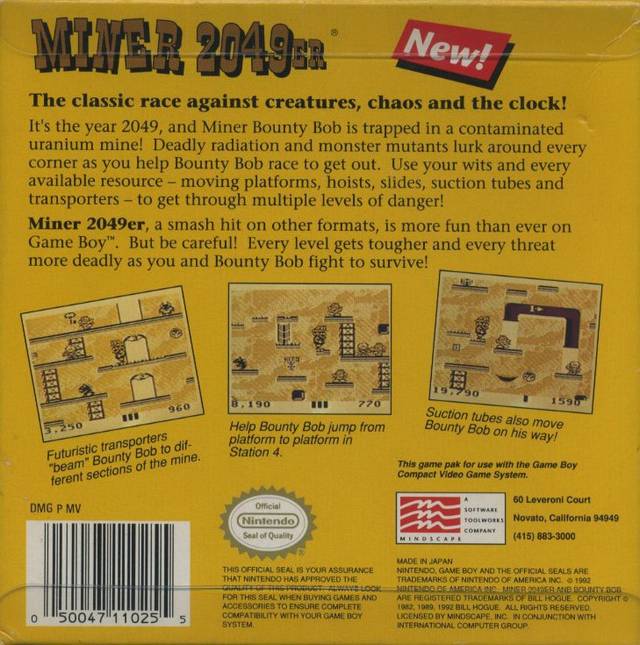 MINER 2049ER ®
New!
The classic race against creatures, chaos and the clock!
It's the year 2049, and Miner Bounty Bob is trapped in a contaminated
uranium mine! Deadly radiation and monster mutants lurk around every
corner as you help Bounty Bob race to get out. Use your wits and every
available resource – moving platforms, hoists, slides, suction tubes and
transporters – to get through multiple levels of danger!
Miner 2049er, a smash hit on other formats, is more fun than ever on
Game Boy™. But be careful! Every level gets tougher and every threat
more deadly as you and Bounty Bob fight to survive!
3,250 960
8,190 770
19,790 1590
Futuristic transporters
"beam" Bounty Bob to dif-
ferent sections of the mine.
Help Bounty Bob jump from
platform to platform in
Station 4.
Suction tubes also move
Bounty Bob on his way!
This game pak for use with the Game Boy
Compact Video Game System.
DMG P MV
0 50047 11025 5
Official
Nintendo
Seal of Quality
THIS OFFICIAL SEAL IS YOUR ASSURANCE
THAT NINTENDO HAS APPROVED THE
QUALITY OF THIS PRODUCT. ALWAYS LOOK
FOR THIS SEAL WHEN BUYING GAMES AND
ACCESSORIES TO ENSURE COMPLETE
COMPATIBILITY WITH YOUR GAME BOY
SYSTEM.
MINDSCAPE
A
SOFTWARE
TOOLWORKS
COMPANY
60 Leveroni Court
Novato, California 94949
(415) 883-3000
MADE IN JAPAN
NINTENDO, GAME BOY AND THE OFFICIAL SEALS ARE
TRADEMARKS OF NINTENDO OF AMERICA INC. © 1992
NINTENDO OF AMERICA INC. MINER 2049ER AND BOUNTY BOB
ARE REGISTERED TRADEMARKS OF BILL HOGUE. COPYRIGHT ©
1982, 1989, 1992 BILL HOGUE. ALL RIGHTS RESERVED.
LICENSED BY MINDSCAPE, INC. IN CONJUNCTION WITH
INTERNATIONAL COMPUTER GROUP.